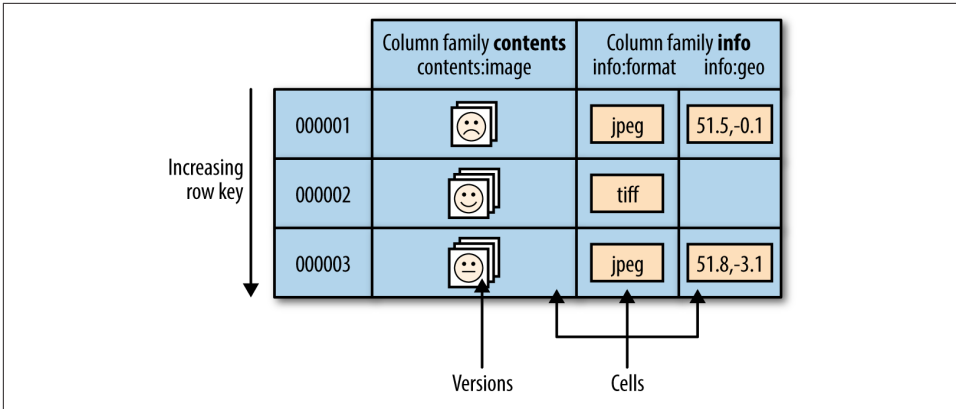 Column family contents
contents:image
Column family info
info:format info:geo
Increasing
row key
000001
jpeg
51.5,-0.1
000002
tiff
000003
jpeg
51.8,-3.1
Versions
Cells